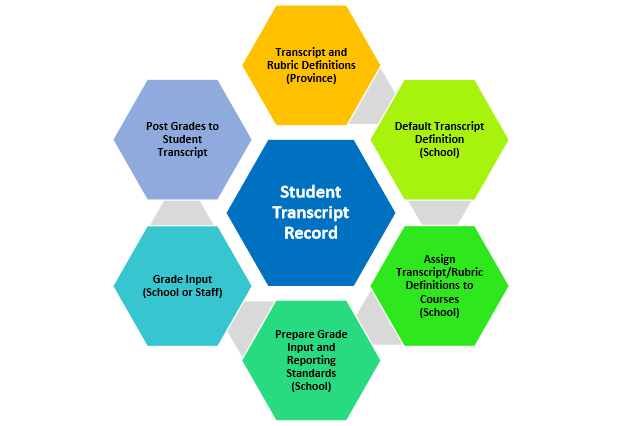 Transcript and
Rubric Definitions
(Province)
Default Transcript
Definition
(School)
Assign
Transcript/Rubric
Definitions to
Courses
(School)
Prepare Grade
Input and
Reporting
Standards
(School)
Grade Input
(School or Staff)
Post Grades to
Student
Transcript
Student
Transcript
Record